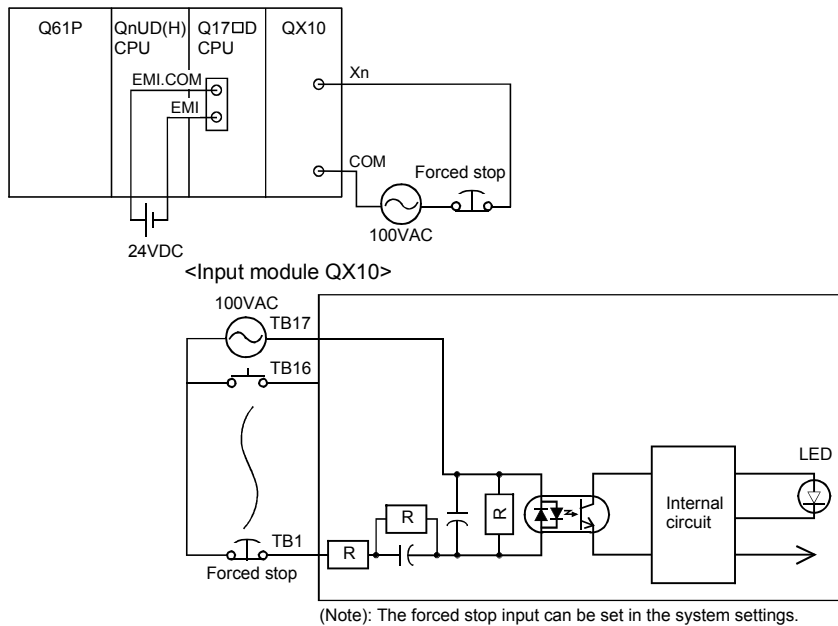 Q61P
QnUD(H)
CPU
Q17□D
CPU
QX10
EMI.COM
EMI
Xn
COM
Forced stop
100VAC
24VDC
<Input module QX10>
100VAC
TB17
TB16
TB1
Forced stop
R
R
R
Internal
circuit
LED
(Note): The forced stop input can be set in the system settings.